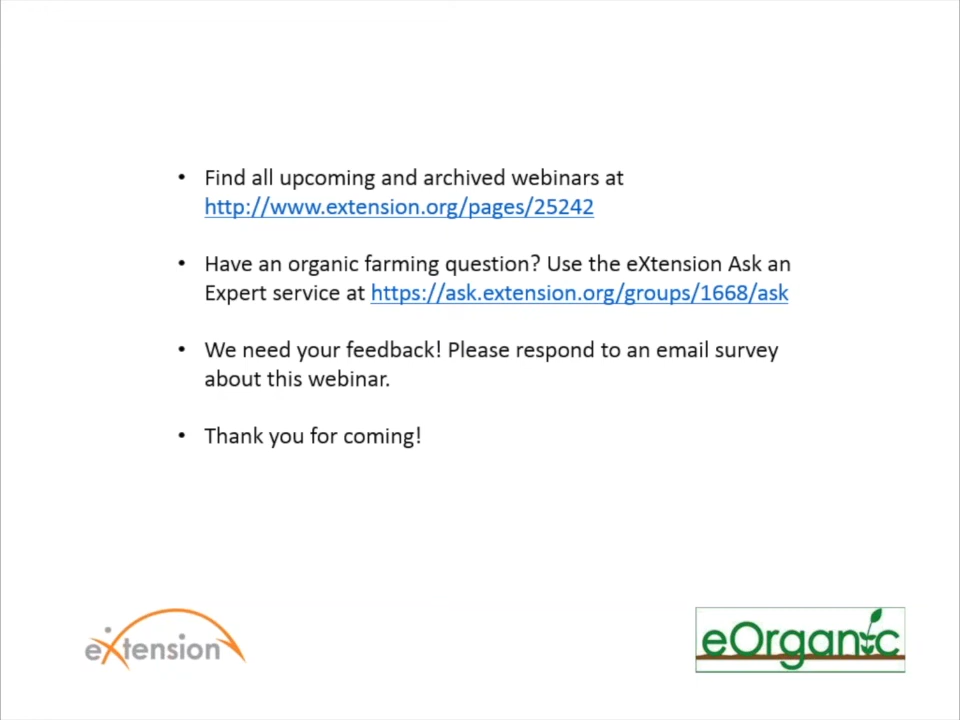 • Find all upcoming and archived webinars at
http://www.extension.org/pages/25242
• Have an organic farming question? Use the eXtension Ask an
Expert service at https://ask.extension.org/groups/1668/ask
• We need your feedback! Please respond to an email survey
about this webinar.
• Thank you for coming!
eXtension
eOrganic